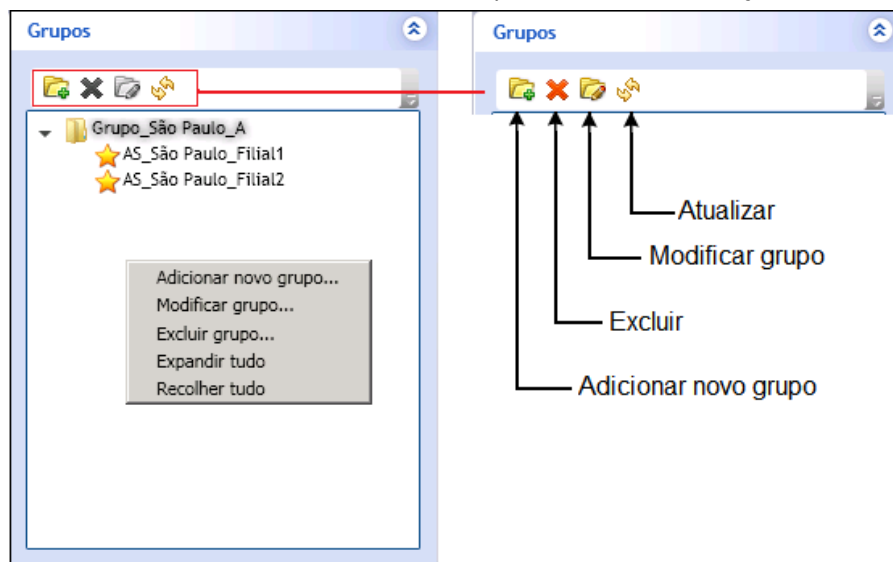 Grupos
Grupo_São Paulo_A
AS_São Paulo_Filial1
AS_São Paulo_Filial2
Adicionar novo grupo...
Modificar grupo...
Excluir grupo...
Expandir tudo
Recolher tudo
Grupos
Atualizar
Modificar grupo
Excluir
Adicionar novo grupo